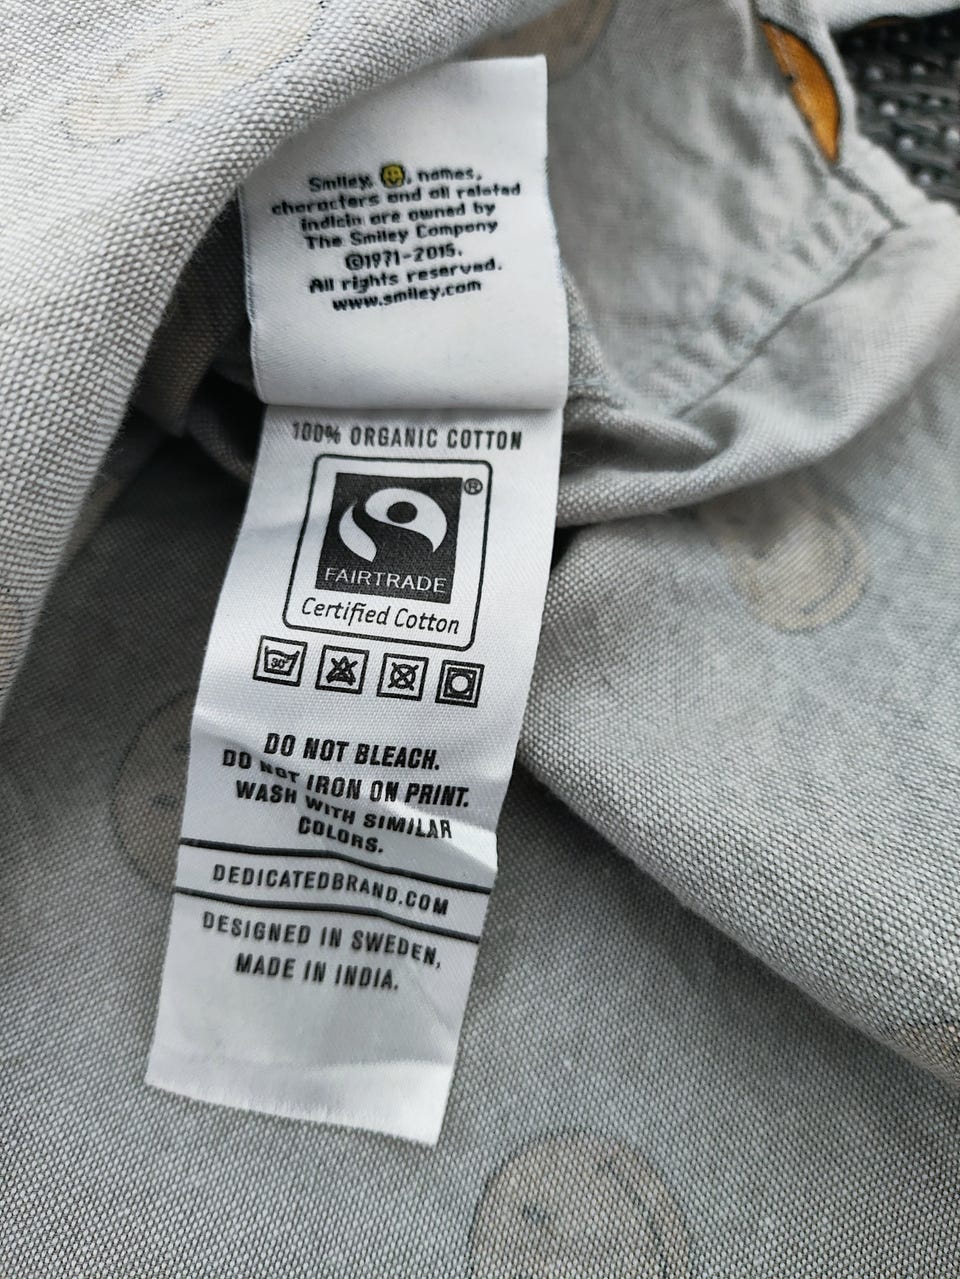 Smiley, names,
characters and all related
indicia are owned by
The Smiley Company
©1971-2015.
All rights reserved.
www.smiley.com
100% ORGANIC COTTON
®
FAIRTRADE
Certified Cotton
30°
DO NOT BLEACH.
DO NOT IRON ON PRINT.
WASH WITH SIMILAR
COLORS.
DEDICATEDBRAND.COM
DESIGNED IN SWEDEN,
MADE IN INDIA.